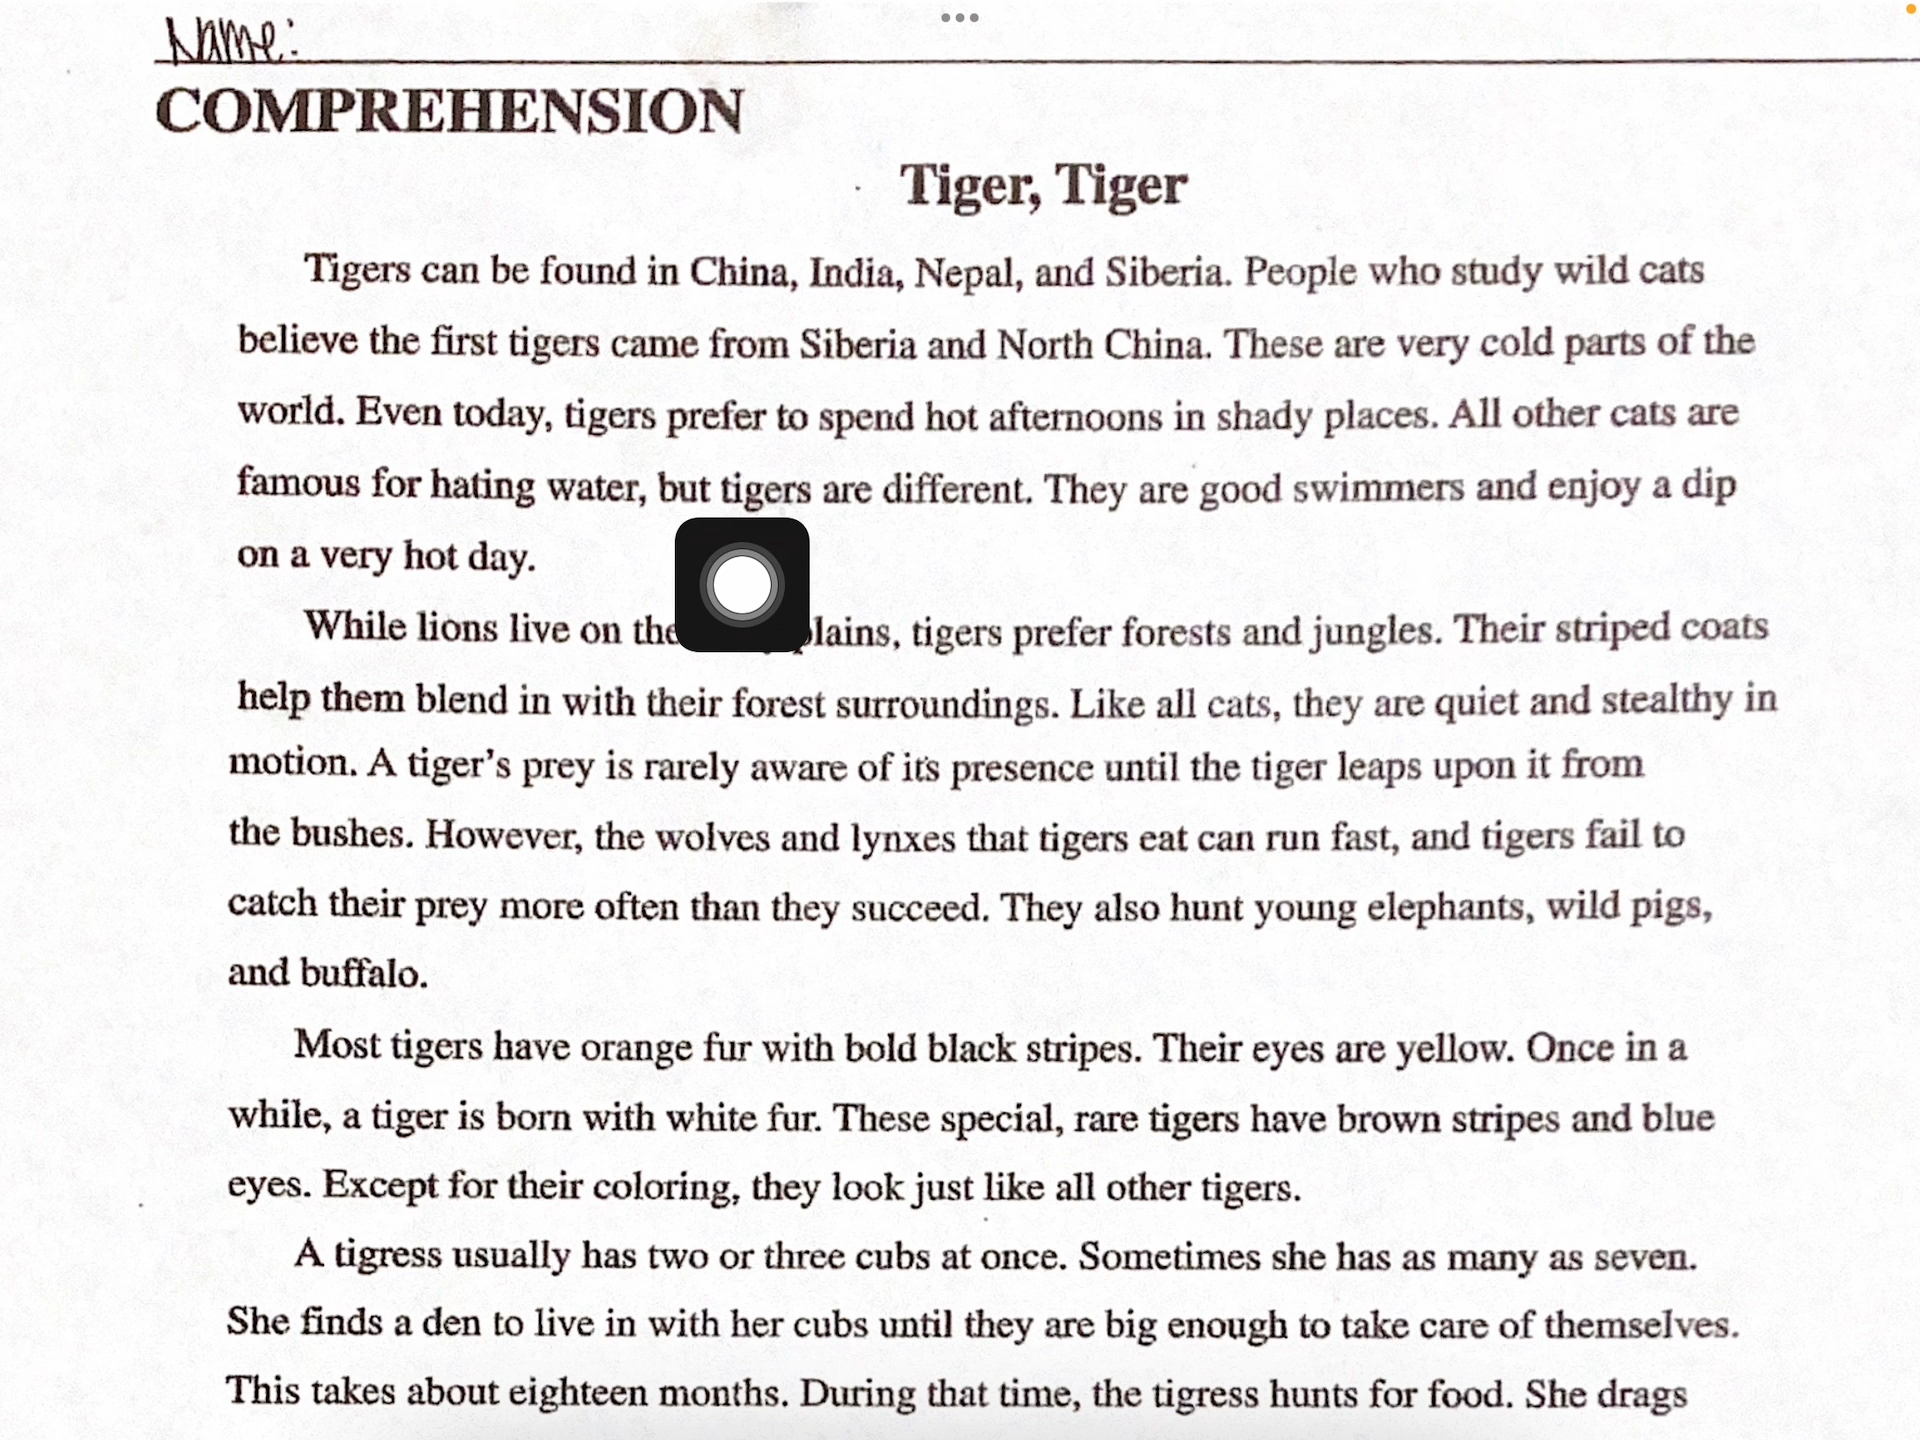 Name:
COMPREHENSION
Tiger, Tiger
Tigers can be found in China, India, Nepal, and Siberia. People who study wild cats
believe the first tigers came from Siberia and North China. These are very cold parts of the
world. Even today, tigers prefer to spend hot afternoons in shady places. All other cats are
famous for hating water, but tigers are different. They are good swimmers and enjoy a dip
on a very hot day.
While lions live on the plains, tigers prefer forests and jungles. Their striped coats
help them blend in with their forest surroundings. Like all cats, they are quiet and stealthy in
motion. A tiger’s prey is rarely aware of its presence until the tiger leaps upon it from
the bushes. However, the wolves and lynxes that tigers eat can run fast, and tigers fail to
catch their prey more often than they succeed. They also hunt young elephants, wild pigs,
and buffalo.
Most tigers have orange fur with bold black stripes. Their eyes are yellow. Once in a
while, a tiger is born with white fur. These special, rare tigers have brown stripes and blue
eyes. Except for their coloring, they look just like all other tigers.
A tigress usually has two or three cubs at once. Sometimes she has as many as seven.
She finds a den to live in with her cubs until they are big enough to take care of themselves.
This takes about eighteen months. During that time, the tigress hunts for food. She drags